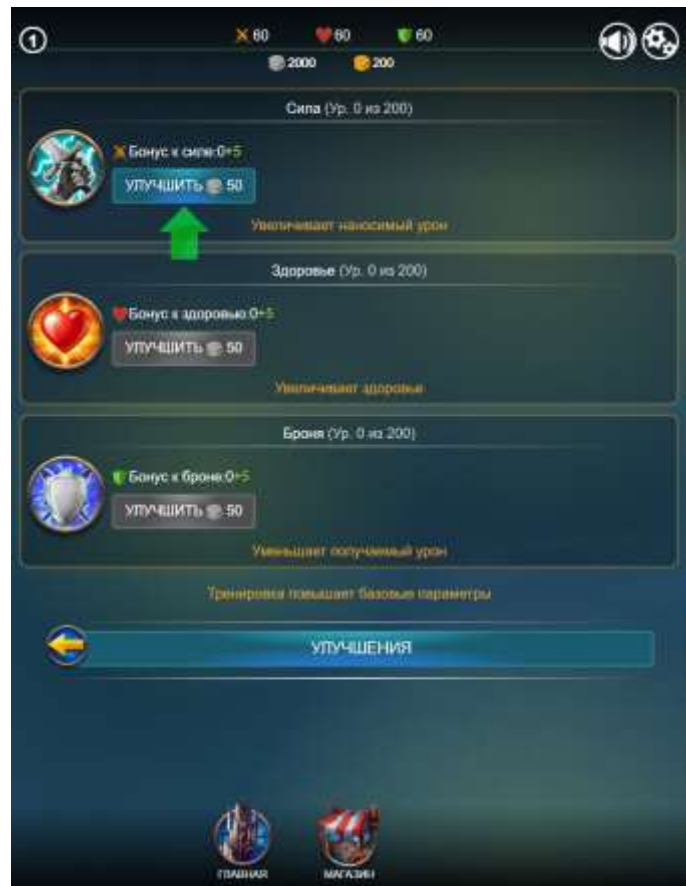 1
60 60 60
2000 200
Сила (Ур. 0 из 200)
Бонус к силе:0+5
УЛУЧШИТЬ 50
Увеличивает наносимый урон
Здоровье (Ур. 0 из 200)
Бонус к здоровью:0+5
УЛУЧШИТЬ 50
Увеличивает здоровье
Броня (Ур. 0 из 200)
Бонус к броне:0+5
УЛУЧШИТЬ 50
Уменьшает получаемый урон
Тренировка повышает базовые параметры
УЛУЧШЕНИЯ
ГЛАВНАЯ МАГАЗИН